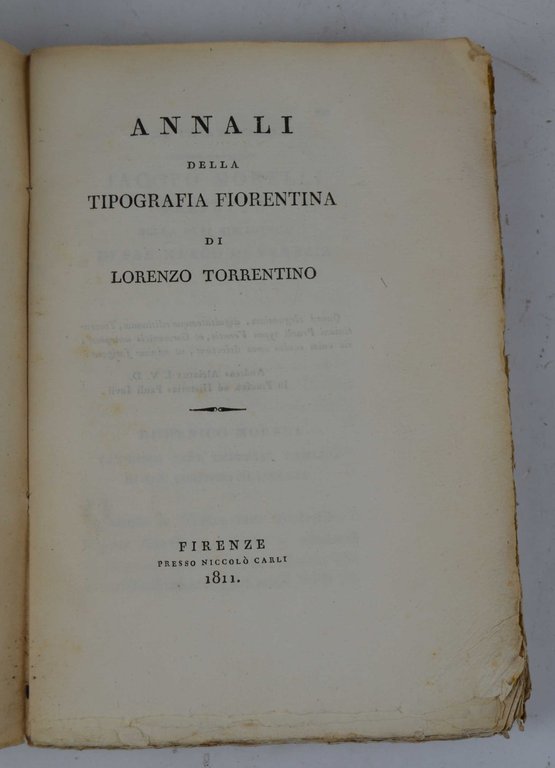 ANNALI
DELLA
TIPOGRAFIA FIORENTINA
DI
LORENZO TORRENTINO
FIRENZE
PRESSO NICCOLÒ CARLI
1811.